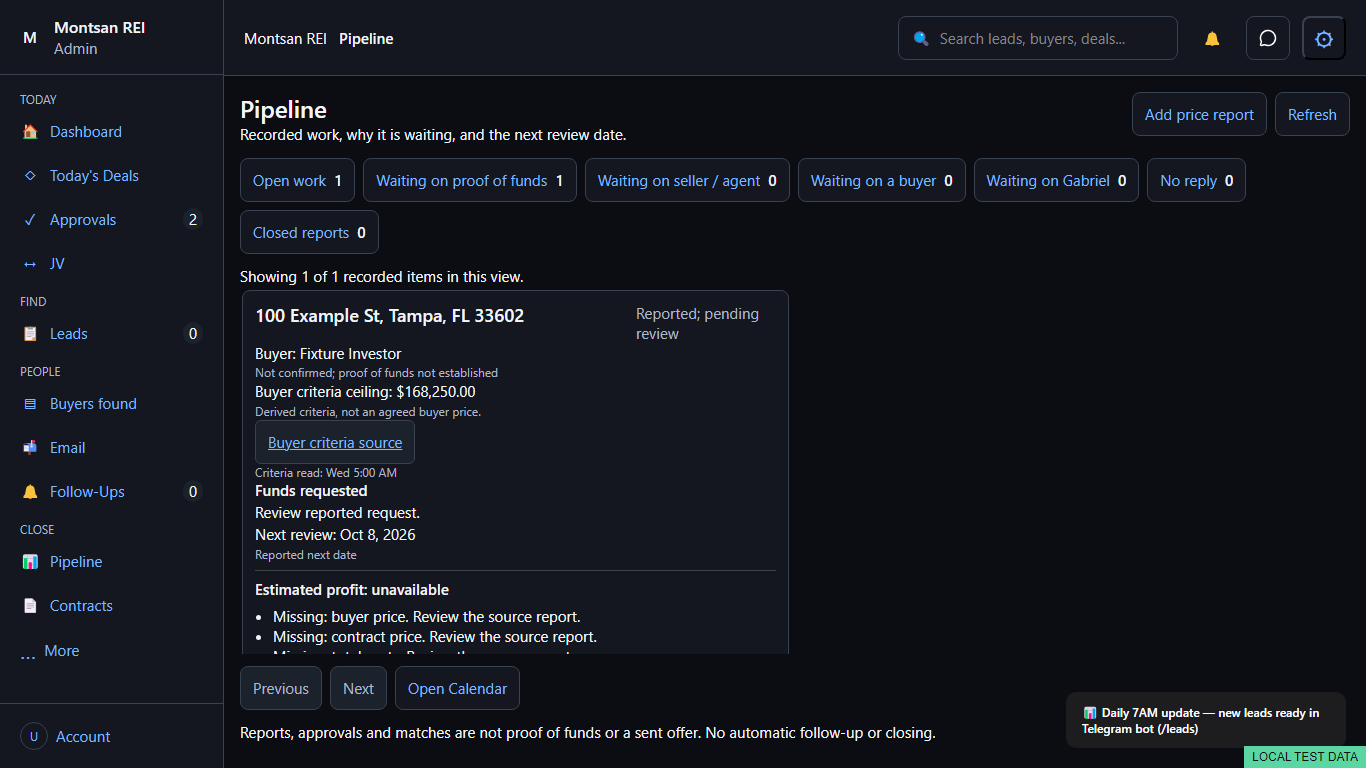 M
Montsan REI
Admin
TODAY
Dashboard
Today's Deals
Approvals 2
JV
FIND
Leads 0
PEOPLE
Buyers found
Email
Follow-Ups 0
CLOSE
Pipeline
Contracts
... More
U Account
Montsan REI Pipeline
Search leads, buyers, deals...
Pipeline
Recorded work, why it is waiting, and the next review date.
Add price report
Refresh
Open work 1
Waiting on proof of funds 1
Waiting on seller / agent 0
Waiting on a buyer 0
Waiting on Gabriel 0
No reply 0
Closed reports 0
Showing 1 of 1 recorded items in this view.
100 Example St, Tampa, FL 33602
Reported; pending
review
Buyer: Fixture Investor
Not confirmed; proof of funds not established
Buyer criteria ceiling: $168,250.00
Derived criteria, not an agreed buyer price.
Buyer criteria source
Criteria read: Wed 5:00 AM
Funds requested
Review reported request.
Next review: Oct 8, 2026
Reported next date
Estimated profit: unavailable
• Missing: buyer price. Review the source report.
• Missing: contract price. Review the source report.
Previous
Next
Open Calendar
Reports, approvals and matches are not proof of funds or a sent offer. No automatic follow-up or closing.
Daily 7AM update — new leads ready in
Telegram bot (/leads)
LOCAL TEST DATA